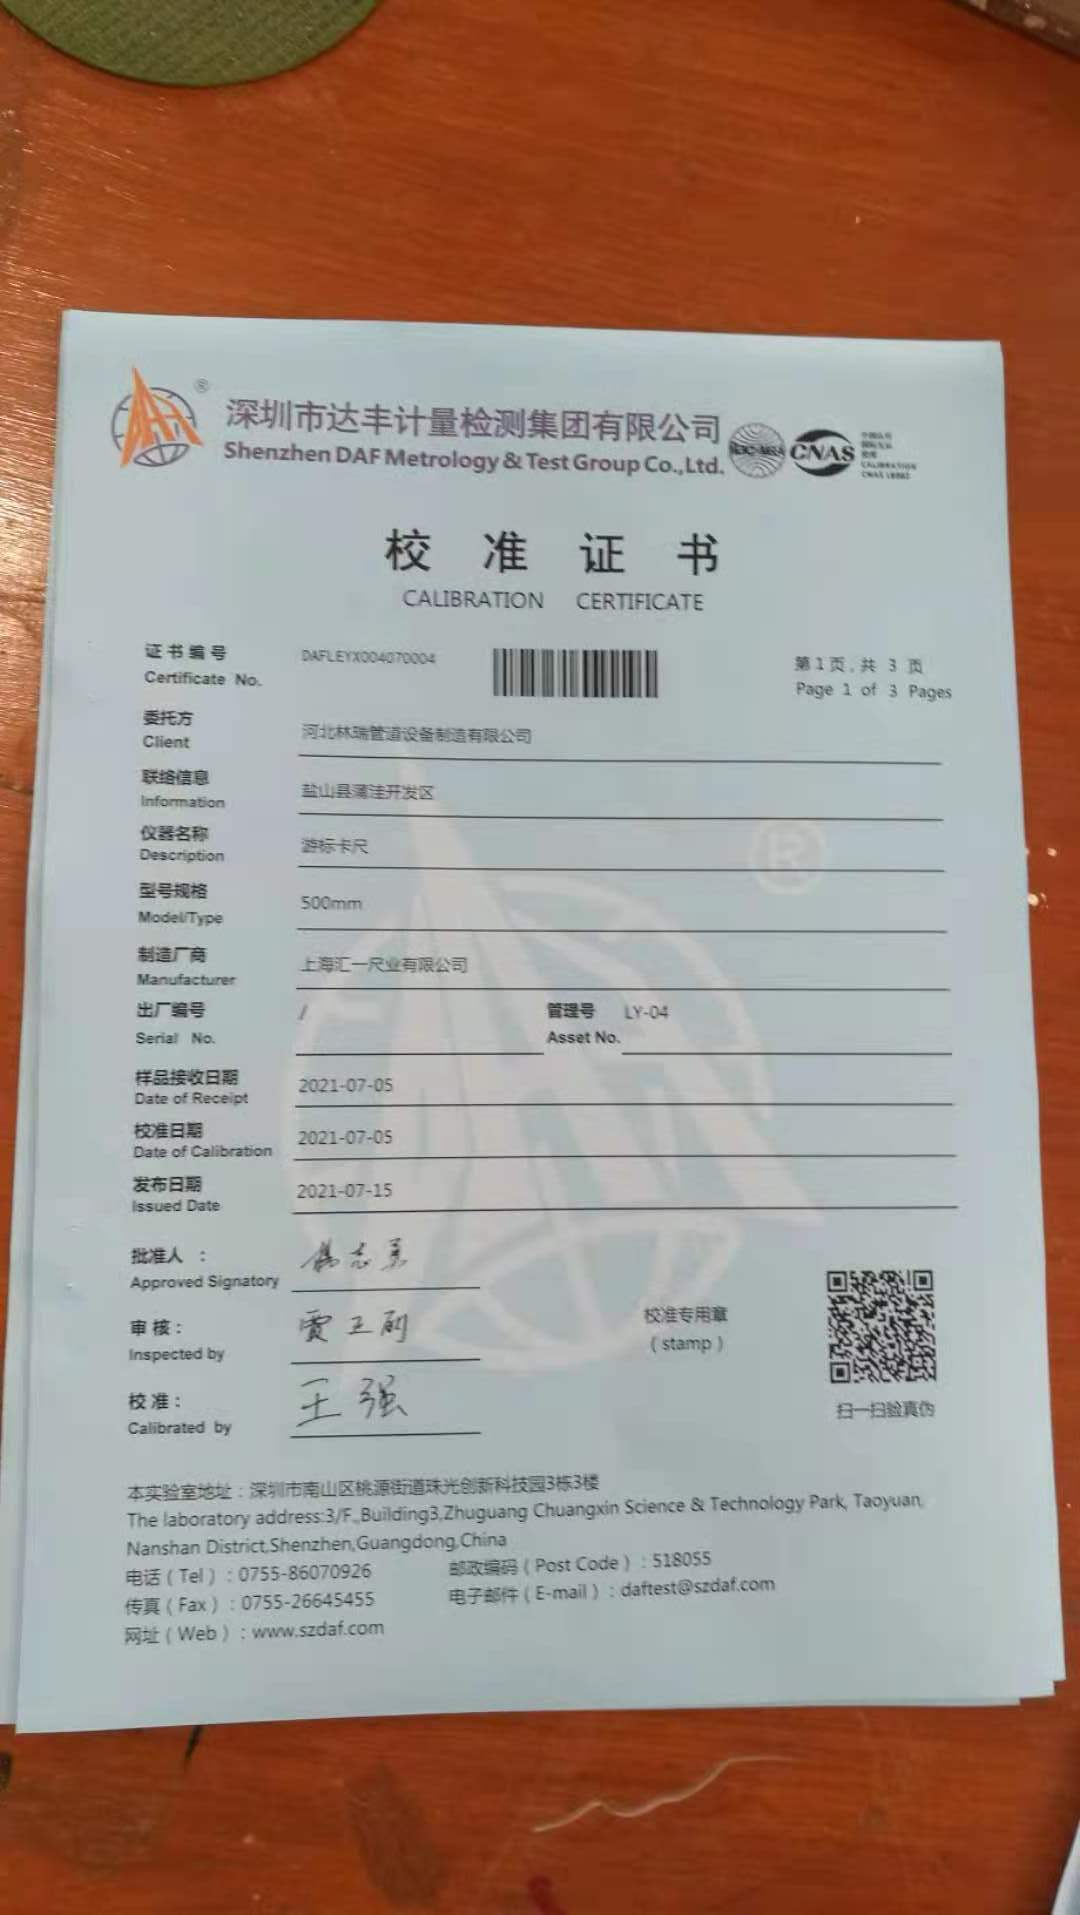 ®
深圳市达丰计量检测集团有限公司
Shenzhen DAF Metrology & Test Group Co.,Ltd.
CNAS
CALIBRATION
校准证书
CALIBRATION CERTIFICATE
证书编号 DAFLEYX004070004 第1页,共 3 页
Certificate No. Page 1 of 3 Pages
委托方 河北林瑞管道设备制造有限公司
Client
联络信息 盐山县蒲洼开发区
Information
仪器名称 游标卡尺
Description
型号规格 500mm
Model/Type
制造厂商 上海汇一尺业有限公司
Manufacturer
出厂编号 / 管理号 LY-04
Serial No. Asset No.
样品接收日期 2021-07-05
Date of Receipt
校准日期 2021-07-05
Date of Calibration
发布日期 2021-07-15
Issued Date
批准人 :
Approved Signatory
审核: 校准专用章
Inspected by (stamp)
校准: 王强
Calibrated by
扫一扫验真伪
本实验室地址:深圳市南山区桃源街道珠光创新科技园3栋3楼
The laboratory address:3/F.,Building3,Zhuguang Chuangxin Science & Technology Park, Taoyuan,
Nanshan District,Shenzhen,Guangdong,China
电话(Tel):0755-86070926 邮政编码(Post Code):518055
传真(Fax):0755-26645455 电子邮件(E-mail):daftest@szdaf.com
网址(Web):www.szdaf.com